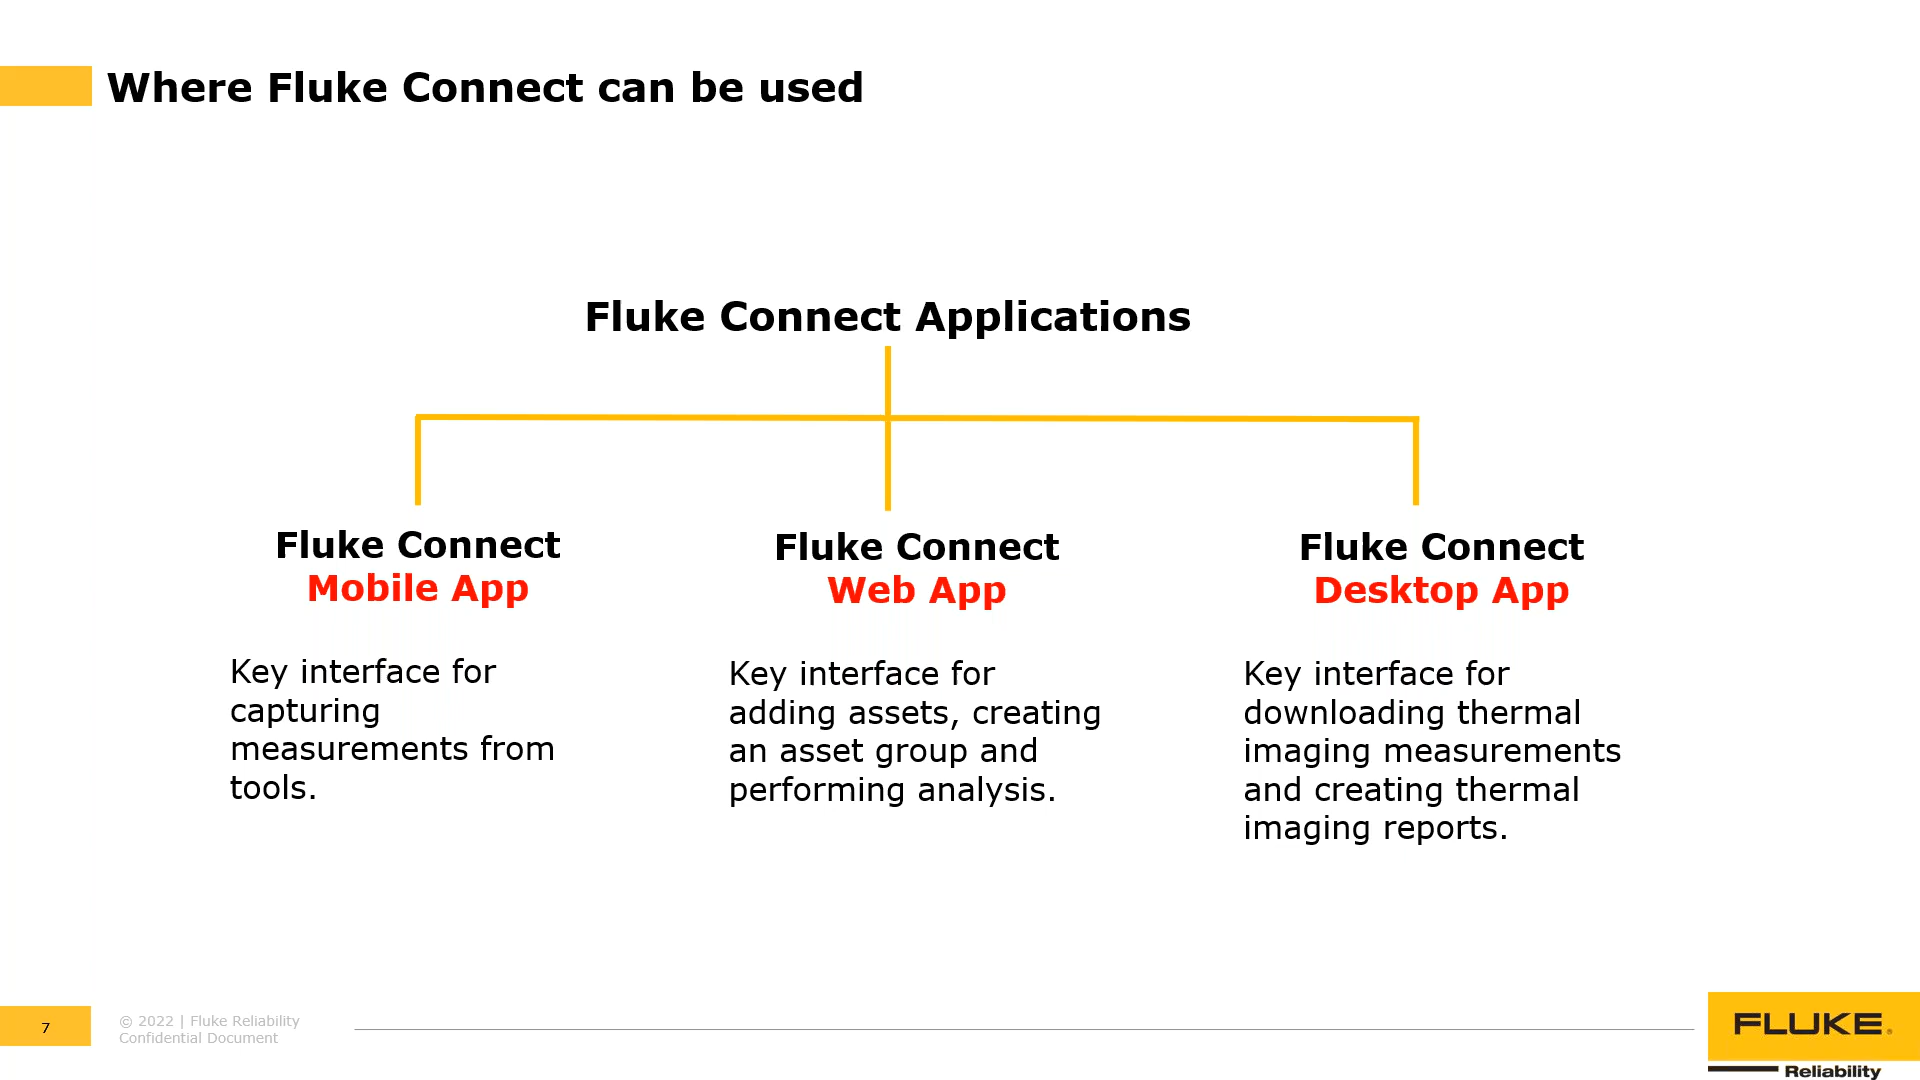 Where Fluke Connect can be used
Fluke Connect Applications
Fluke Connect
Mobile App
Key interface for
capturing
measurements from
tools.
Fluke Connect
Web App
Key interface for
adding assets, creating
an asset group and
performing analysis.
Fluke Connect
Desktop App
Key interface for
downloading thermal
imaging measurements
and creating thermal
imaging reports.
7
© 2022 | Fluke Reliability
Confidential Document
FLUKE®
Reliability